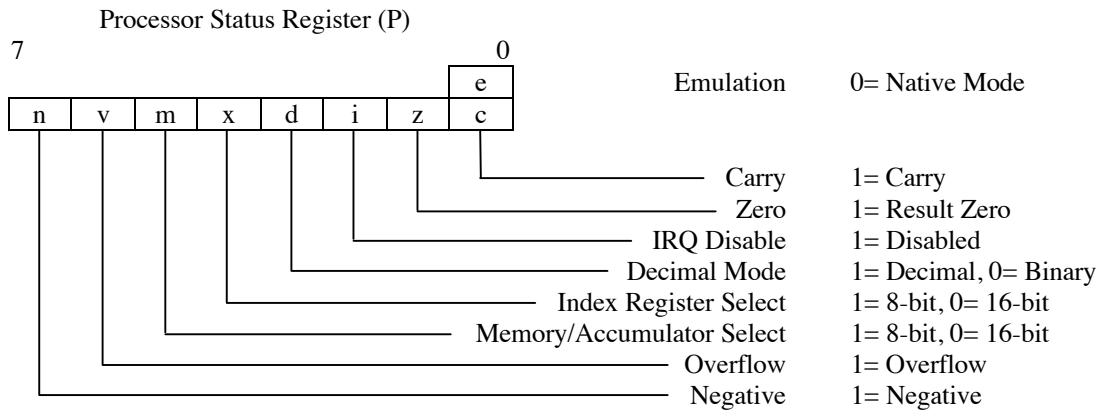 Processor Status Register (P)
7 0
e Emulation 0= Native Mode
n v m x d i z c
Carry 1= Carry
Zero 1= Result Zero
IRQ Disable 1= Disabled
Decimal Mode 1= Decimal, 0= Binary
Index Register Select 1= 8-bit, 0= 16-bit
Memory/Accumulator Select 1= 8-bit, 0= 16-bit
Overflow 1= Overflow
Negative 1= Negative